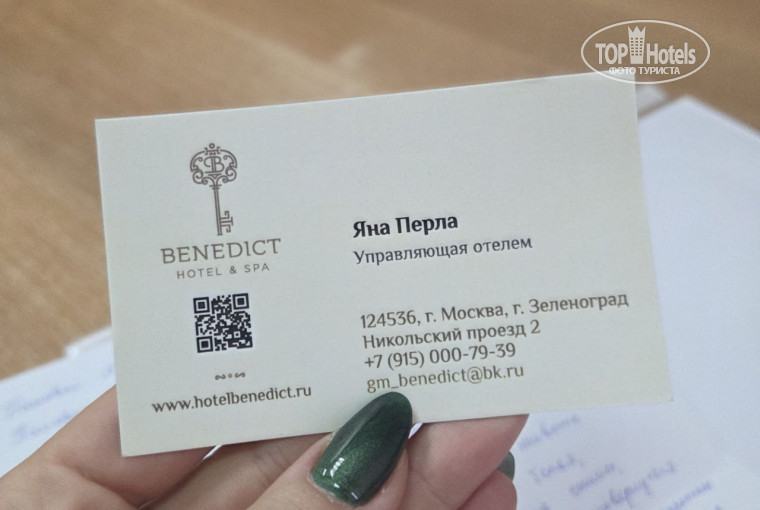 TOP Hotels
ФОТО ТУРИСТА
BENEDICT
HOTEL & SPA
www.hotelbenedict.ru
Яна Перла
Управляющая отелем
124536, г. Москва, г. Зеленоград
Никольский проезд 2
+7 (915) 000-79-39
gm_benedict@bk.ru